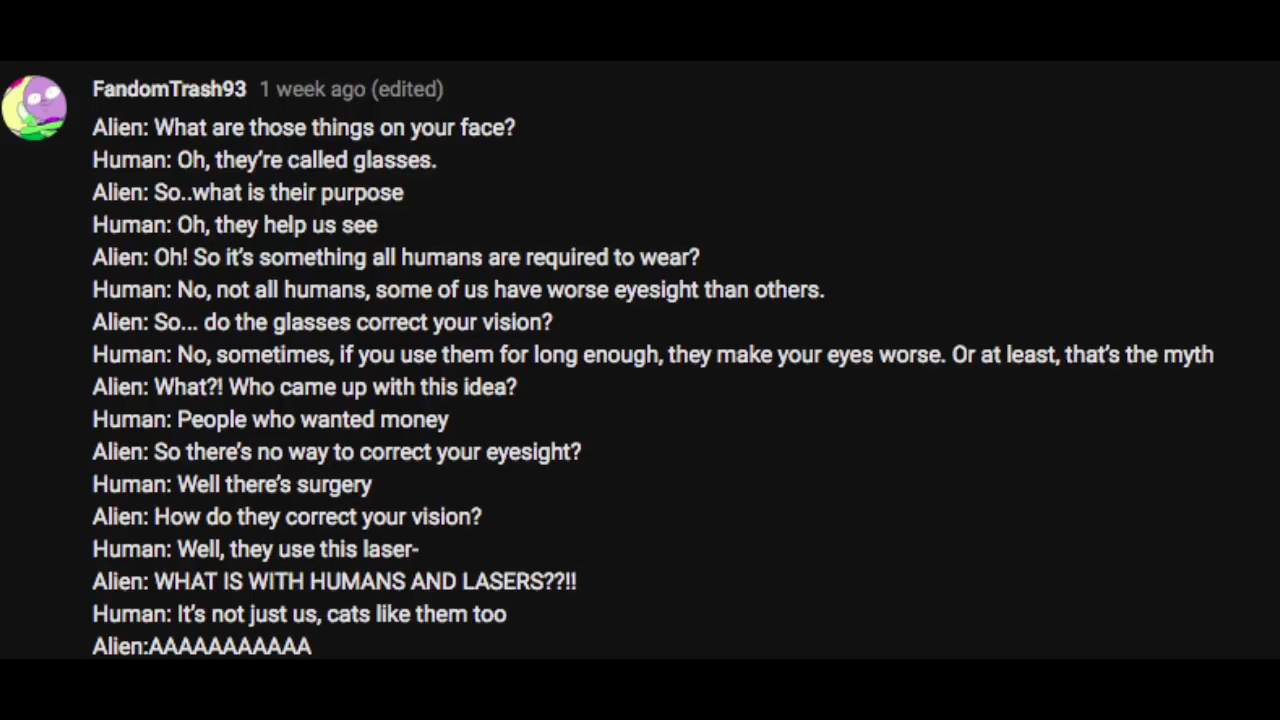 FandomTrash93 1 week ago (edited)
Alien: What are those things on your face?
Human: Oh, they're called glasses.
Alien: So..what is their purpose
Human: Oh, they help us see
Alien: Oh! So it's something all humans are required to wear?
Human: No, not all humans, some of us have worse eyesight than others.
Alien: So... do the glasses correct your vision?
Human: No, sometimes, if you use them for long enough, they make your eyes worse. Or at least, that's the myth
Alien: What?! Who came up with this idea?
Human: People who wanted money
Alien: So there's no way to correct your eyesight?
Human: Well there's surgery
Alien: How do they correct your vision?
Human: Well, they use this laser-
Alien: WHAT IS WITH HUMANS AND LASERS??!!
Human: It's not just us, cats like them too
Alien:AAAAAAAAAAA